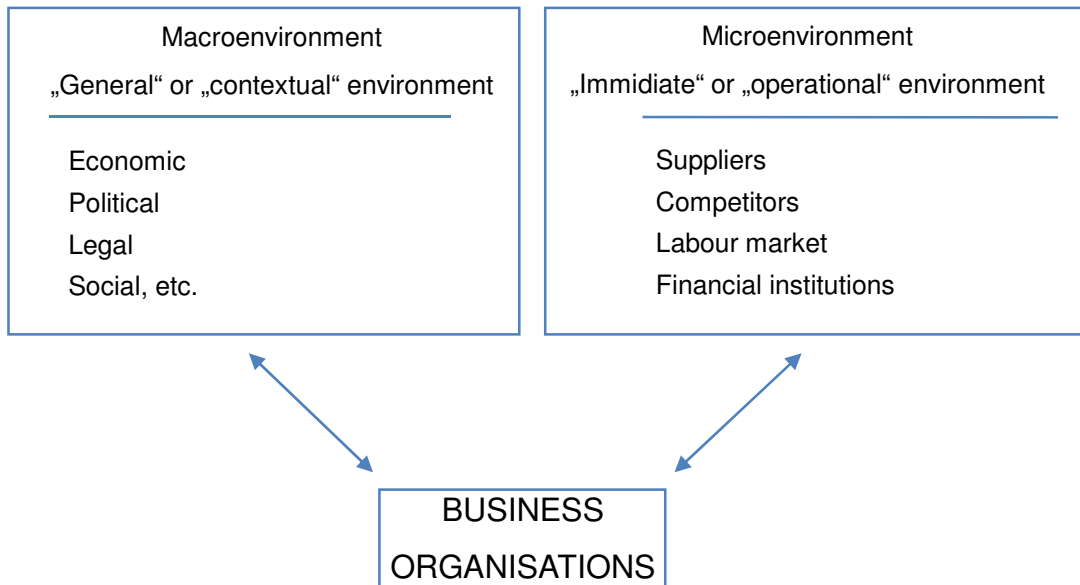 Macroenvironment
„General“ or „contextual“ environment
Economic
Political
Legal
Social, etc.
Microenvironment
„Immidiate“ or „operational“ environment
Suppliers
Competitors
Labour market
Financial institutions
BUSINESS
ORGANISATIONS